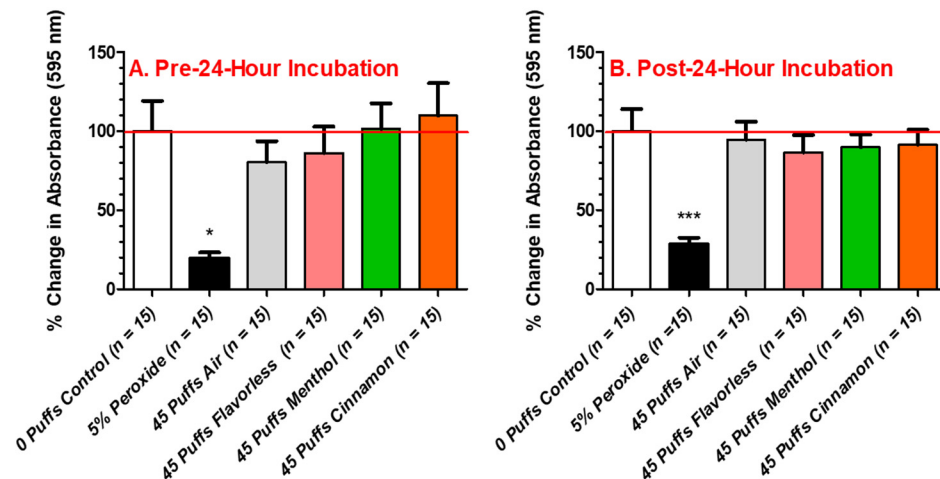 A. Pre-24-Hour Incubation
% Change in Absorbance (595 nm)
150
100
50
0
*
0 Puffs Control (n = 15)
5% Peroxide (n = 15)
45 Puffs Air (n = 15)
45 Puffs Flavorless (n = 15)
45 Puffs Menthol (n = 15)
45 Puffs Cinnamon (n = 15)
B. Post-24-Hour Incubation
% Change in Absorbance (595 nm)
150
100
50
0
***
0 Puffs Control (n = 15)
5% Peroxide (n =15)
45 Puffs Air (n = 15)
45 Puffs Flavorless (n = 15)
45 Puffs Menthol (n = 15)
45 Puffs Cinnamon (n = 15)